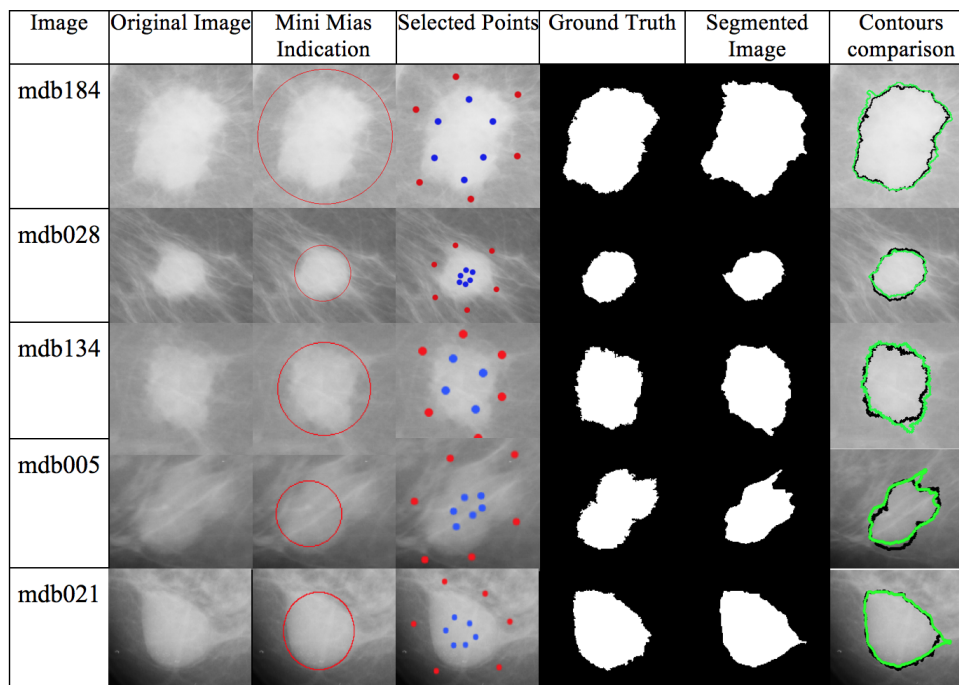 Image Original Image Mini Mias Indication Selected Points Ground Truth Segmented Image Contours comparison
mdb184
mdb028
mdb134
mdb005
mdb021